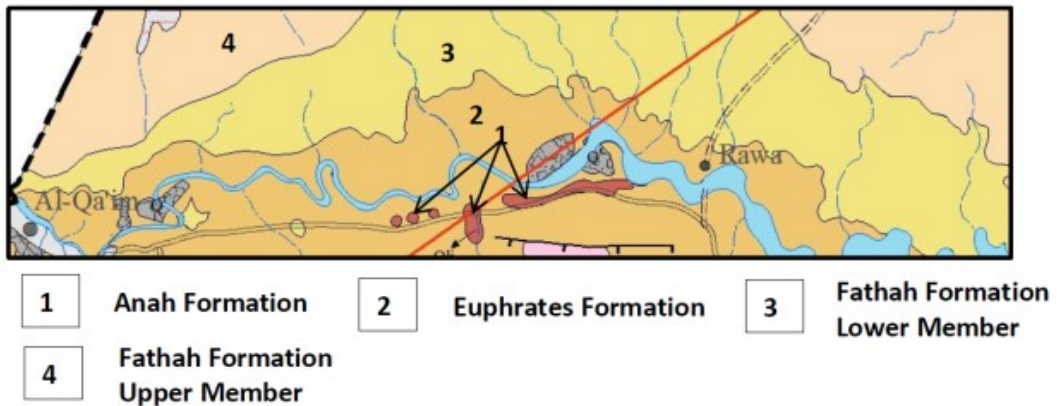 4
3
2
1
Rawa
Al-Qa'im
1 Anah Formation
2 Euphrates Formation
3 Fathah Formation
Lower Member
4 Fathah Formation
Upper Member